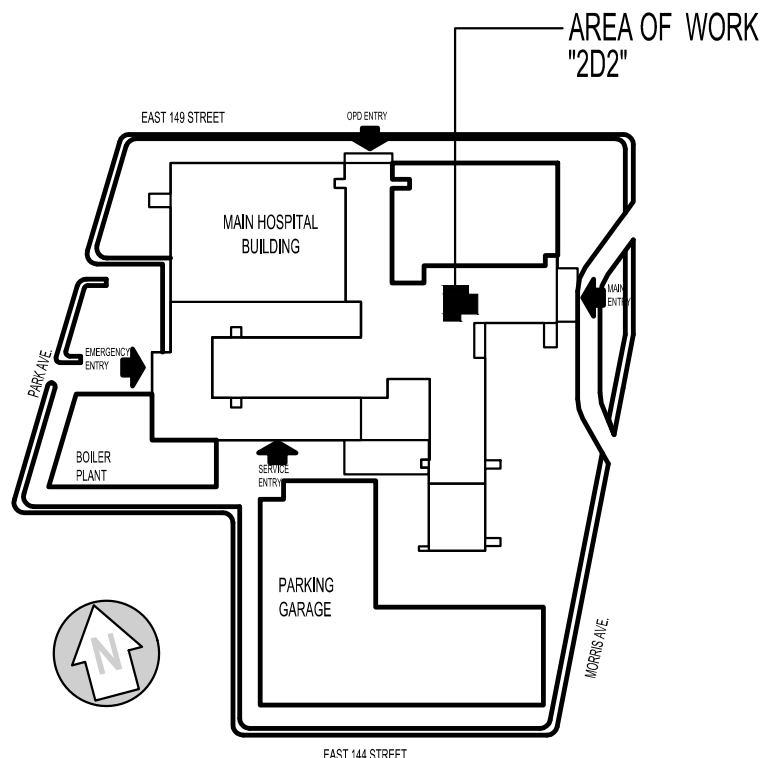 AREA OF WORK
"2D2"
EAST 149 STREET
OPD ENTRY
MAIN HOSPITAL
BUILDING
MAIN
ENTRY
EMERGENCY
ENTRY
PARK AVE.
BOILER
PLANT
SERVICE
ENTRY
PARKING
GARAGE
N
MORRIS AVE.
EAST 144 STREET